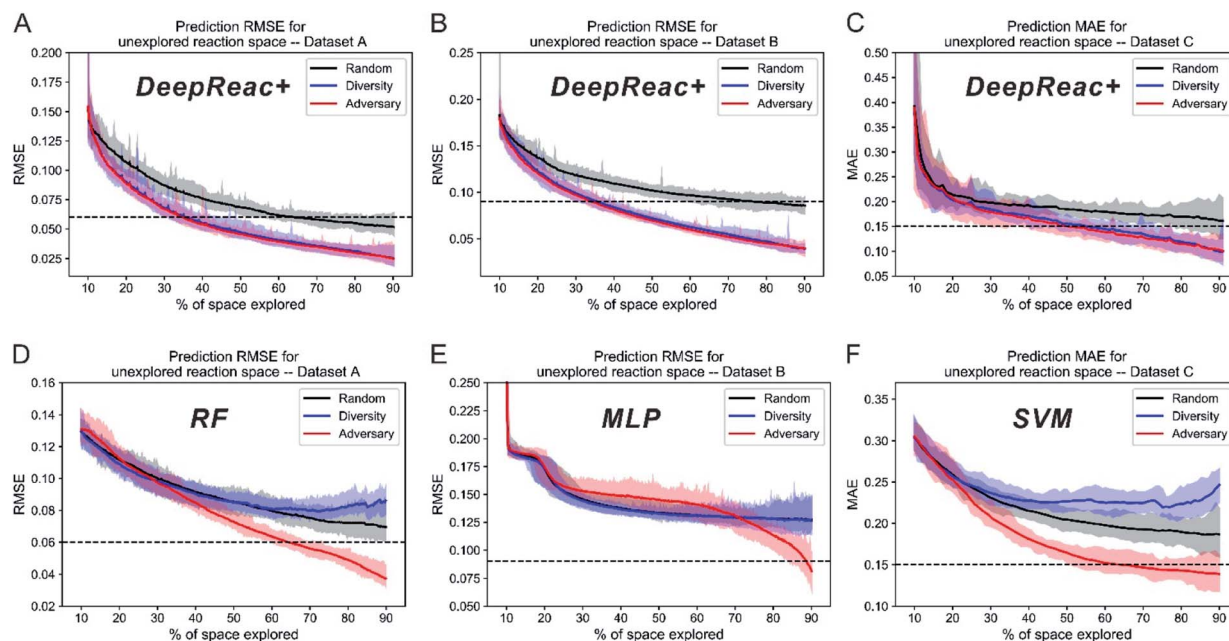 A
Prediction RMSE for
unexplored reaction space -- Dataset A
0.200
0.175
0.150
0.125
0.100
0.075
0.050
0.025
RMSE
DeepReac+
Random
Diversity
Adversary
10 20 30 40 50 60 70 80 90
% of space explored
B
Prediction RMSE for
unexplored reaction space -- Dataset B
0.25
0.20
0.15
0.10
0.05
RMSE
DeepReac+
Random
Diversity
Adversary
10 20 30 40 50 60 70 80 90
% of space explored
C
Prediction MAE for
unexplored reaction space -- Dataset C
0.50
0.45
0.40
0.35
0.30
0.25
0.20
0.15
0.10
0.05
MAE
DeepReac+
Random
Diversity
Adversary
10 20 30 40 50 60 70 80 90
% of space explored
D
Prediction RMSE for
unexplored reaction space -- Dataset A
0.16
0.14
0.12
0.10
0.08
0.06
0.04
0.02
RMSE
RF
Random
Diversity
Adversary
10 20 30 40 50 60 70 80 90
% of space explored
E
Prediction RMSE for
unexplored reaction space -- Dataset B
0.250
0.225
0.200
0.175
0.150
0.125
0.100
0.075
0.050
RMSE
MLP
Random
Diversity
Adversary
10 20 30 40 50 60 70 80 90
% of space explored
F
Prediction MAE for
unexplored reaction space -- Dataset C
0.35
0.30
0.25
0.20
0.15
0.10
MAE
SVM
Random
Diversity
Adversary
10 20 30 40 50 60 70 80 90
% of space explored